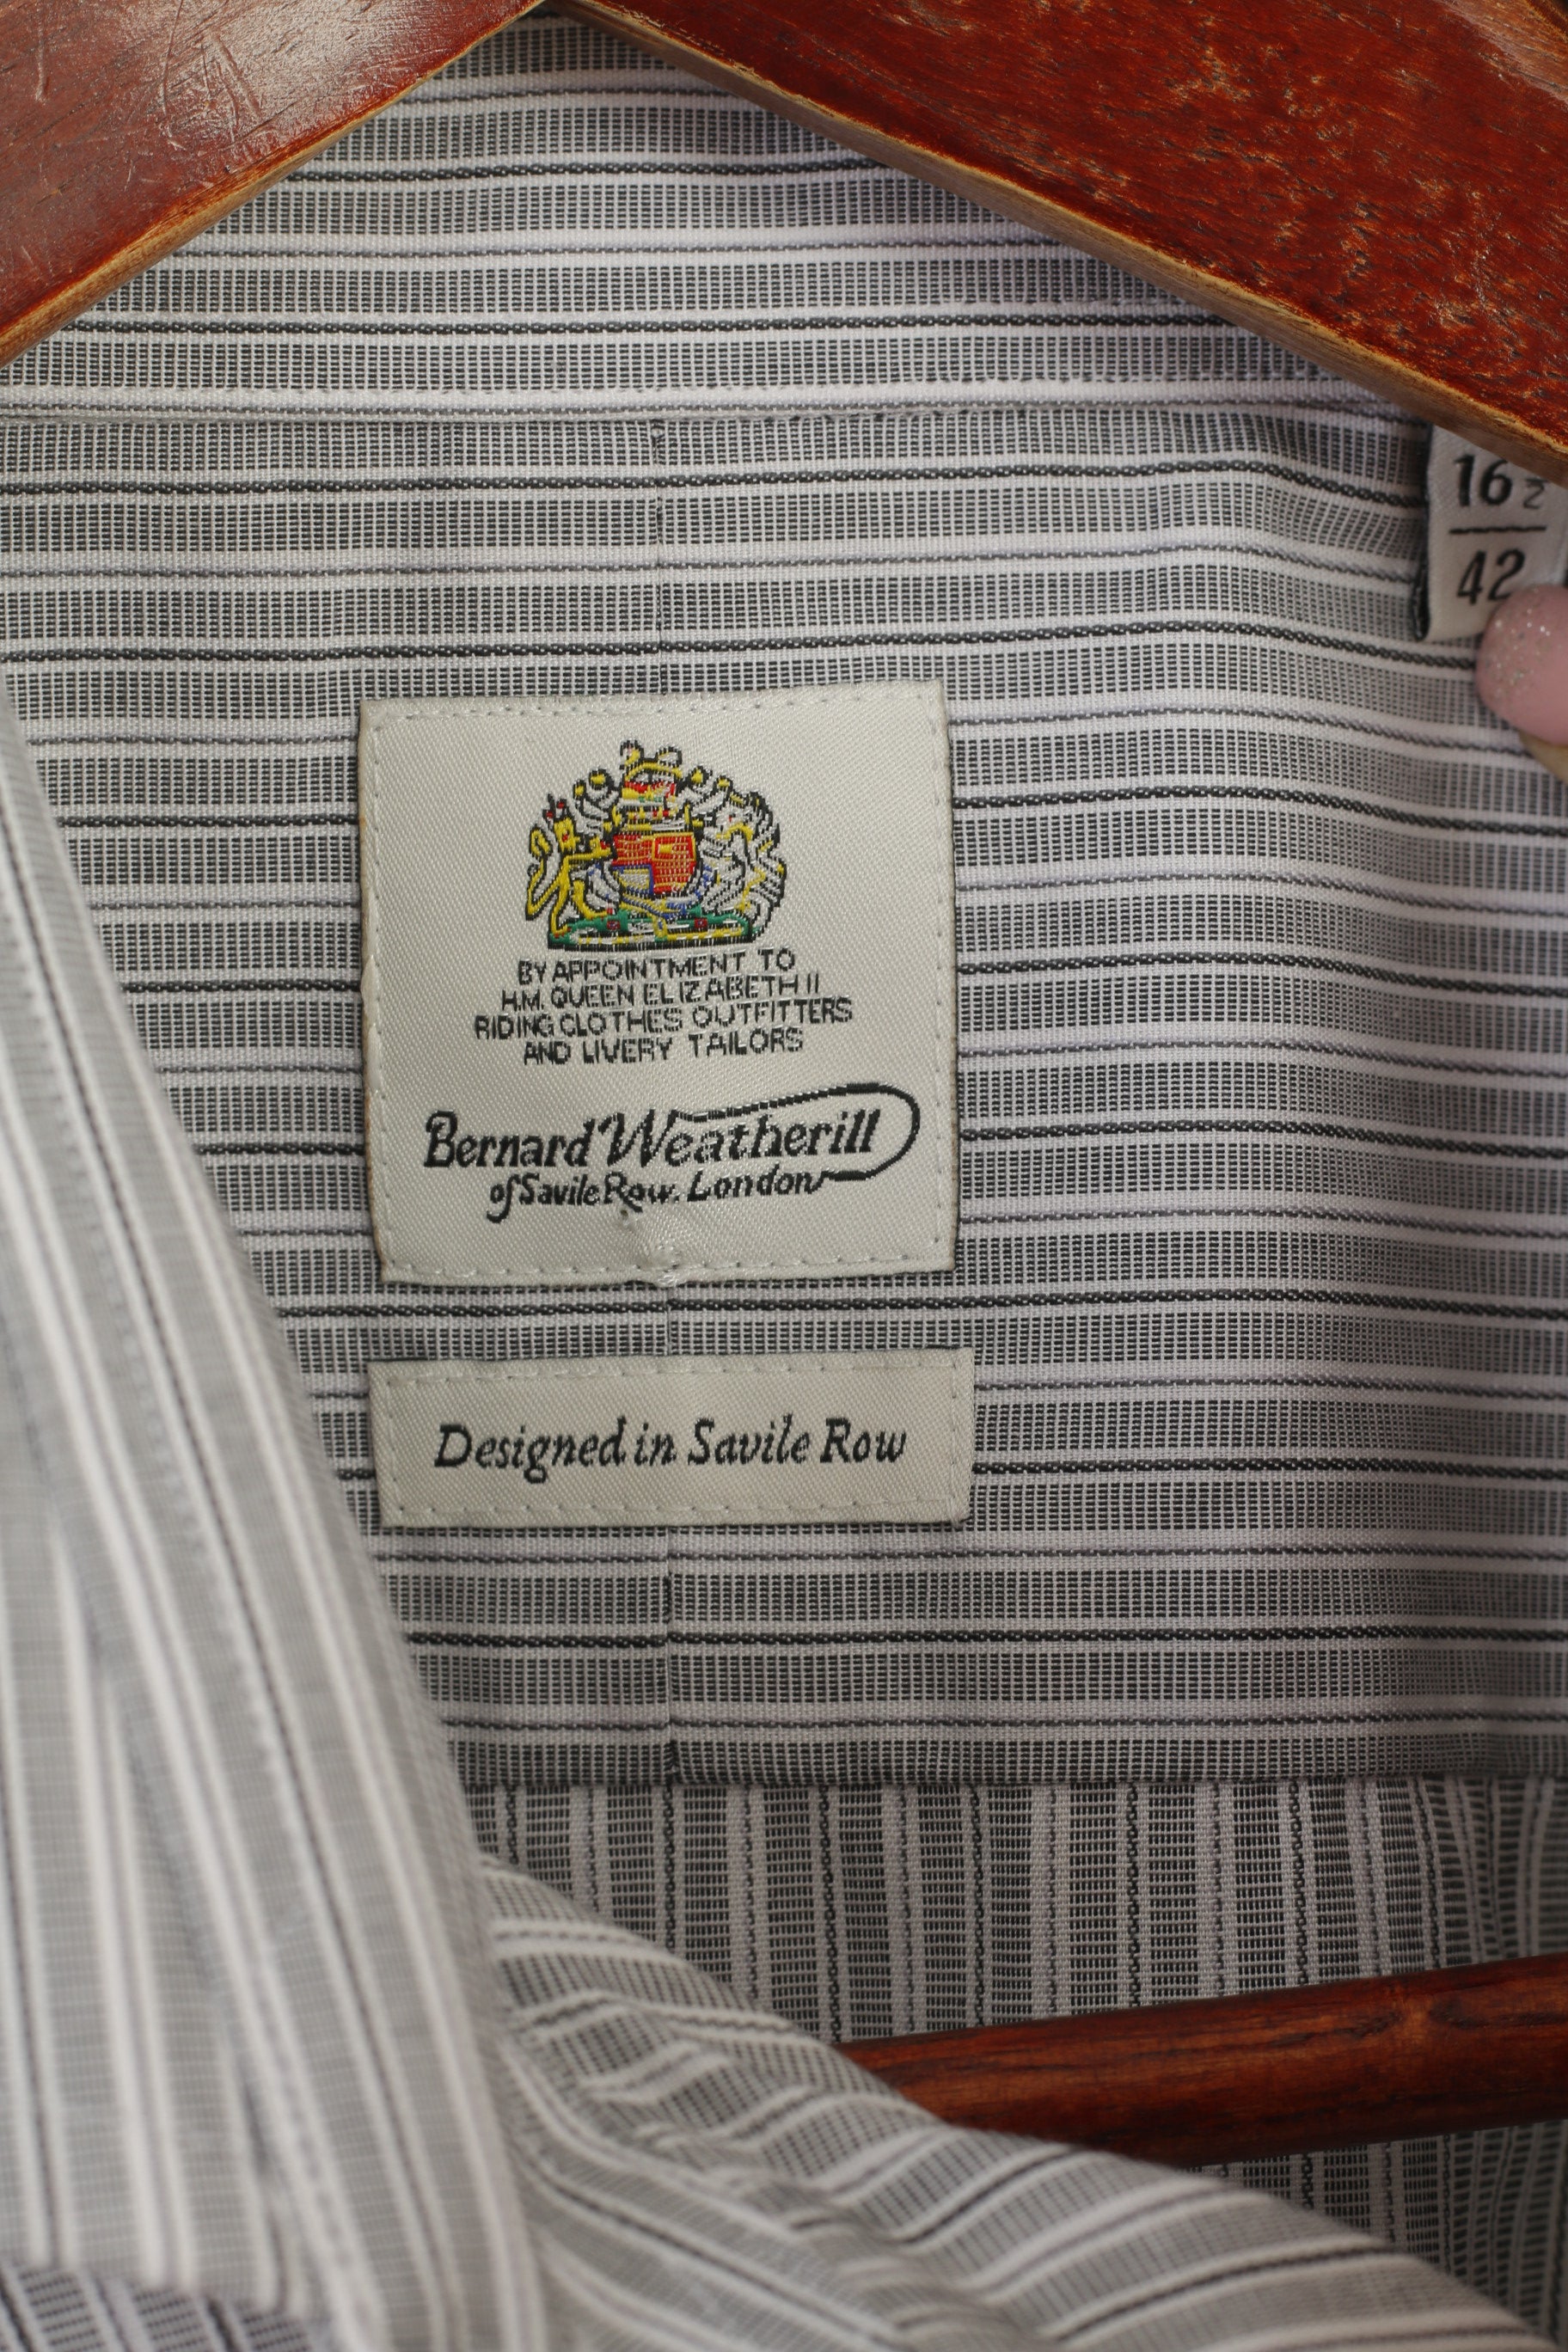 16 2
42
BY APPOINTMENT TO
H.M. QUEEN ELIZABETH II
RIDING CLOTHES OUTFITTERS
AND LIVERY TAILORS
Bernard Weatherill
of Savile Row. London
Designed in Savile Row